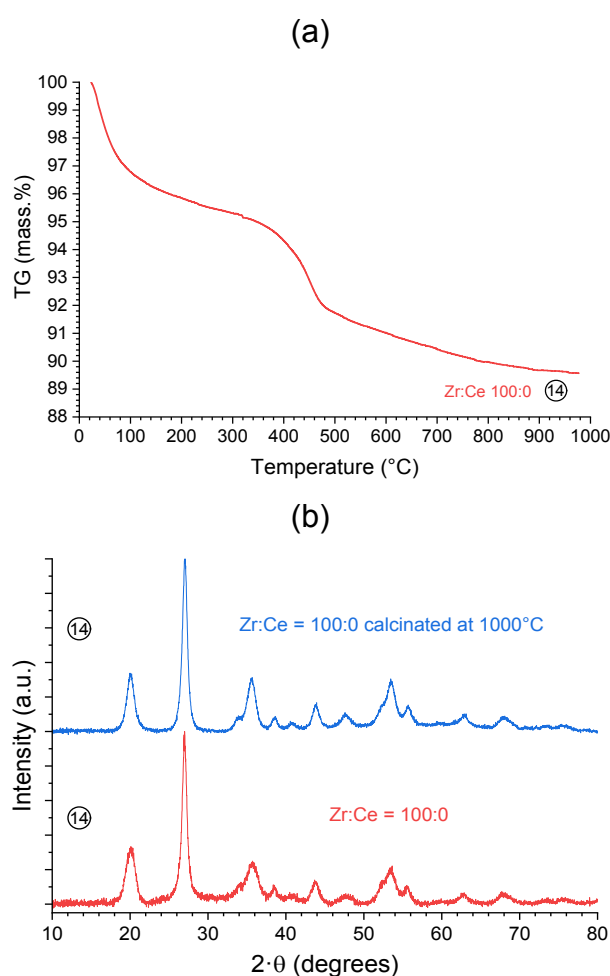 (a)
100
99
98
97
96
95
94
93
92
91
90
89
88
TG (mass.%)
Zr:Ce 100:0 14
0 100 200 300 400 500 600 700 800 900 1000
Temperature (°C)
(b)
14 Zr:Ce = 100:0 calcinated at 1000°C
Intensity (a.u.)
14 Zr:Ce = 100:0
10 20 30 40 50 60 70 80
2·θ (degrees)